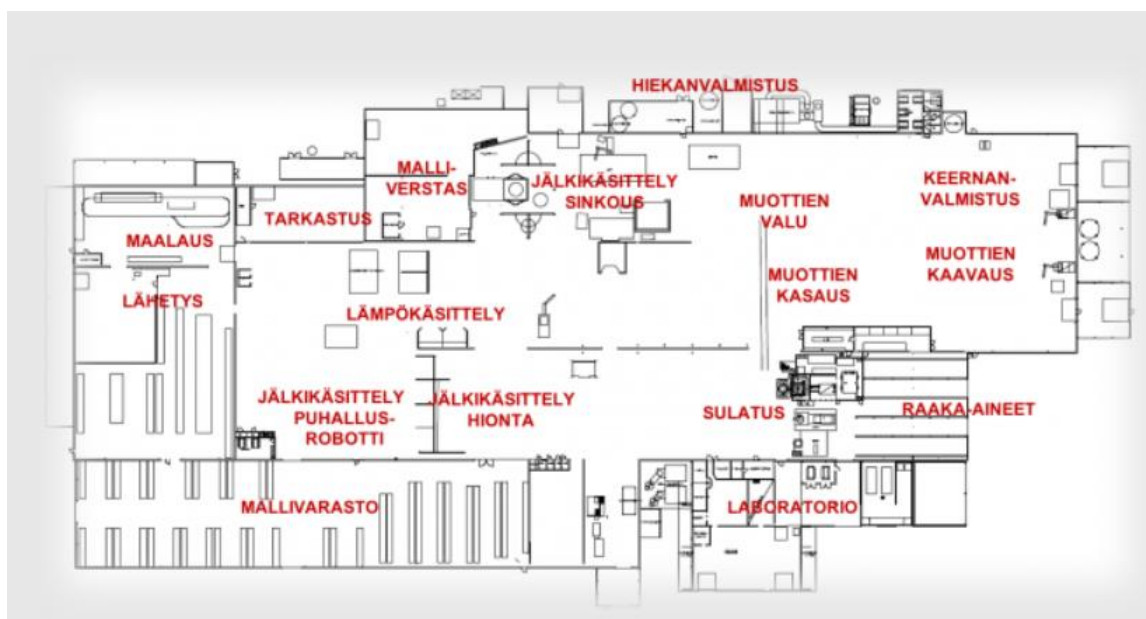 HIEKANVALMISTUS
MALLI-
VERSTAS
JÄLKIKÄSITTELY
SINKOUS
KEERNAN-
VALMISTUS
MUOTTIEN
VALU
TARKASTUS
MAALAUS
MUOTTIEN
KAAVAUS
MUOTTIEN
KASAUS
LÄHETYS
LÄMPÖKÄSITTELY
JÄLKIKÄSITTELY
PUHALLUS-
ROBOTTI
JÄLKIKÄSITTELY
HIONTA
SULATUS
RAAKA-AINEET
MALLIVARASTO
LABORATORIO